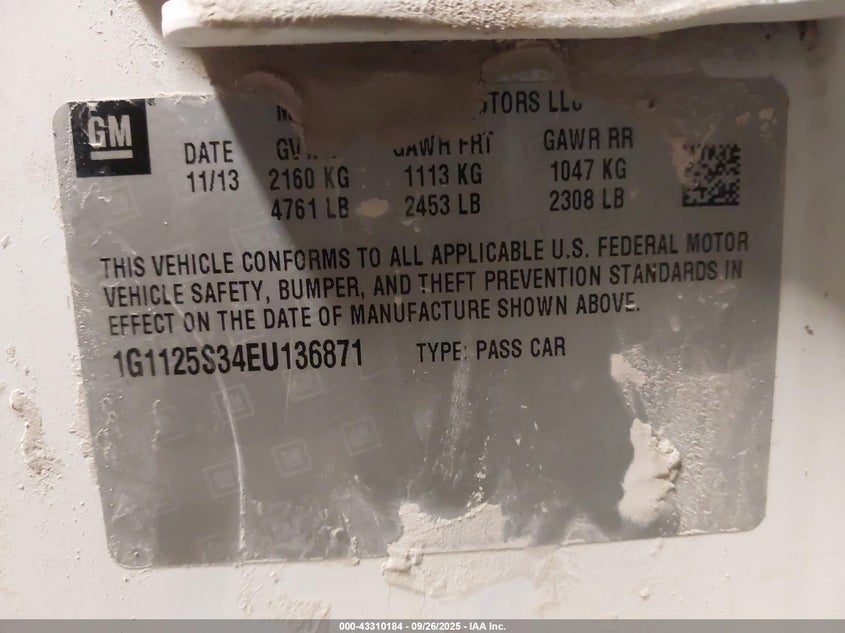 GM
TORS LLC
DATE GAWR FRT GAWR RR
11/13 2160 KG 1113 KG 1047 KG
4761 LB 2453 LB 2308 LB
THIS VEHICLE CONFORMS TO ALL APPLICABLE U.S. FEDERAL MOTOR
VEHICLE SAFETY, BUMPER, AND THEFT PREVENTION STANDARDS IN
EFFECT ON THE DATE OF MANUFACTURE SHOWN ABOVE.
1G1125S34EU136871 TYPE: PASS CAR
000-43310184 - 09/26/2025 - IAA Inc.